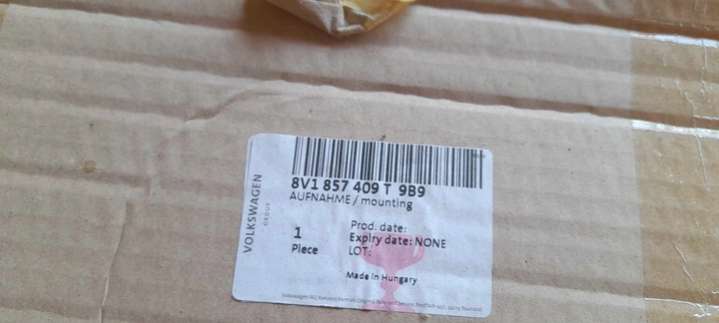 VOLKSWAGEN
GROUP
8V1 857 409 T 9B9
AUFNAHME / mounting
1
Piece
Prod. date:
Expiry date: NONE
LOT:
Made in Hungary